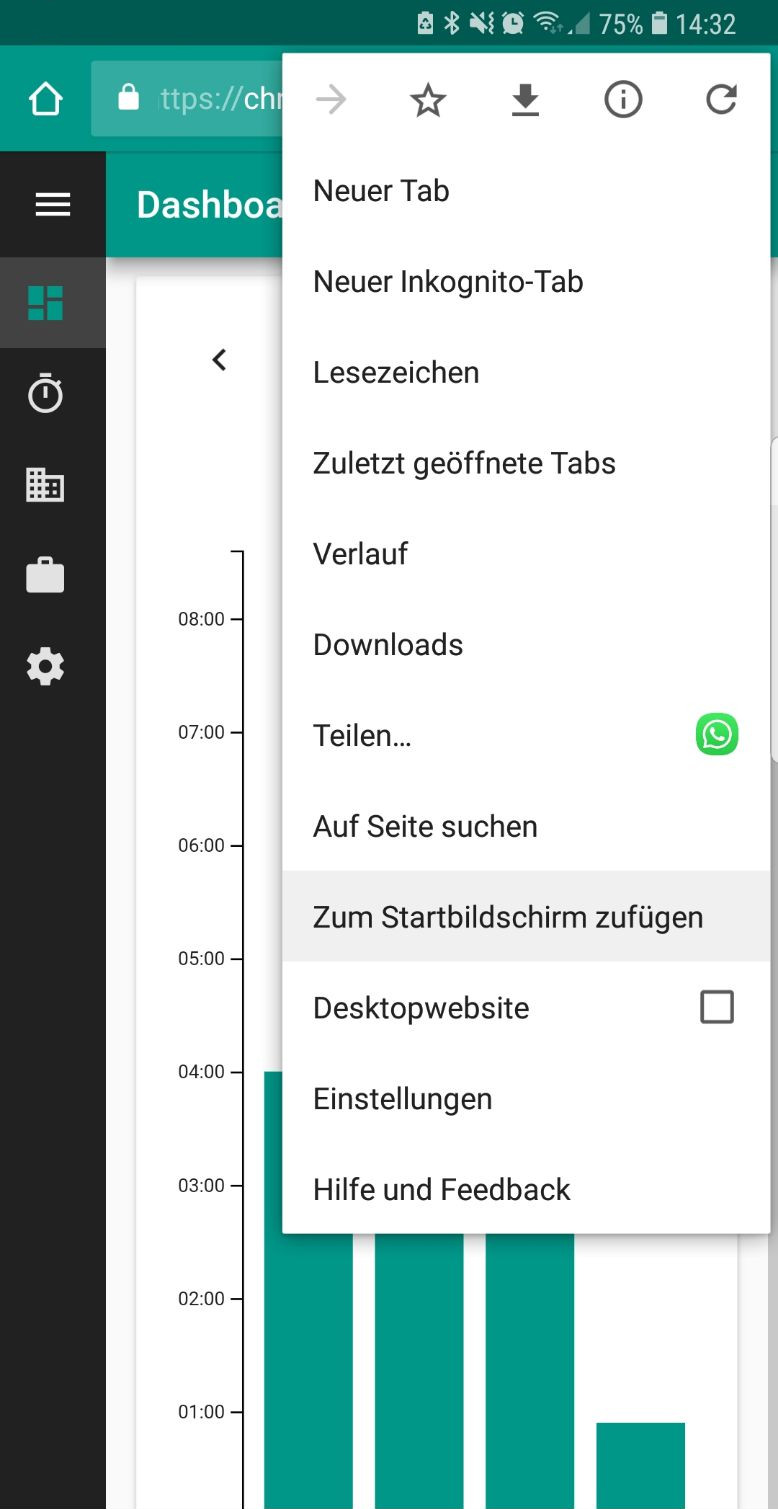 75% 14:32
ttps://chr
Dashboa
Neuer Tab
Neuer Inkognito-Tab
Lesezeichen
Zuletzt geöffnete Tabs
Verlauf
Downloads
Teilen…
Auf Seite suchen
Zum Startbildschirm zufügen
Desktopwebsite
Einstellungen
Hilfe und Feedback
08:00
07:00
06:00
05:00
04:00
03:00
02:00
01:00